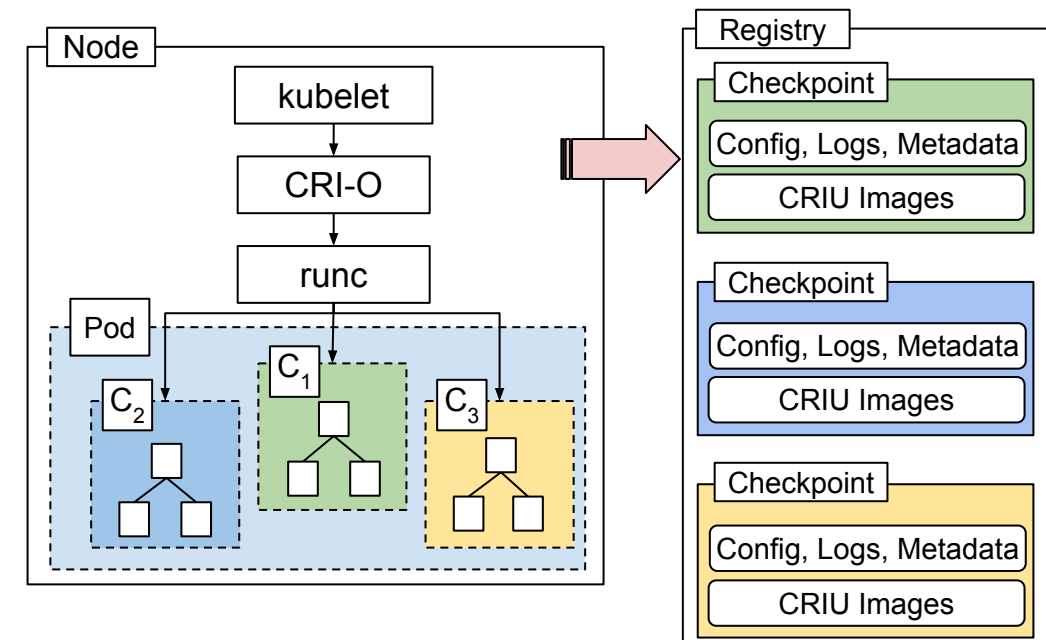 Node
kubelet
CRI-O
runc
Pod
C1
C2
C3
Registry
Checkpoint
Config, Logs, Metadata
CRIU Images
Checkpoint
Config, Logs, Metadata
CRIU Images
Checkpoint
Config, Logs, Metadata
CRIU Images